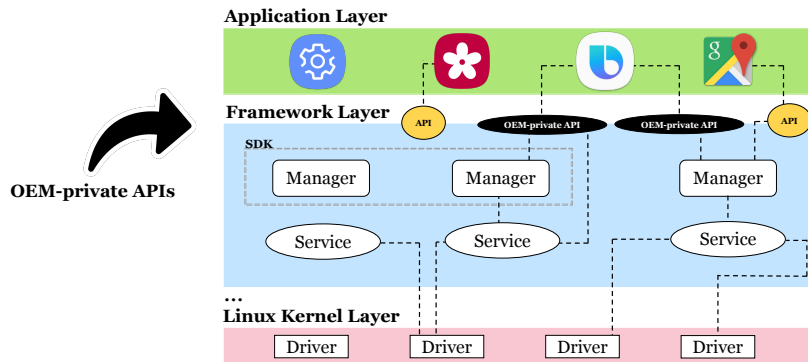 Application Layer
g
Framework Layer
API
OEM-private API
OEM-private API
API
SDK
Manager
Manager
Manager
OEM-private APIs
Service
Service
Service
...
Linux Kernel Layer
Driver
Driver
Driver
Driver